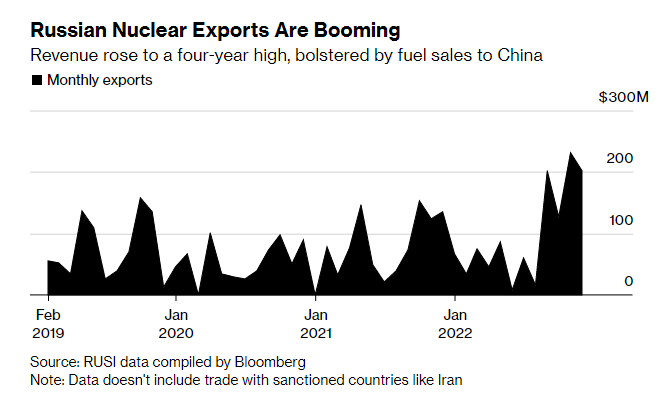 Russian Nuclear Exports Are Booming
Revenue rose to a four-year high, bolstered by fuel sales to China
Monthly exports
$300M
200
100
0
Feb
2019
Jan
2020
Jan
2021
Jan
2022
Source: RUSI data compiled by Bloomberg
Note: Data doesn't include trade with sanctioned countries like Iran